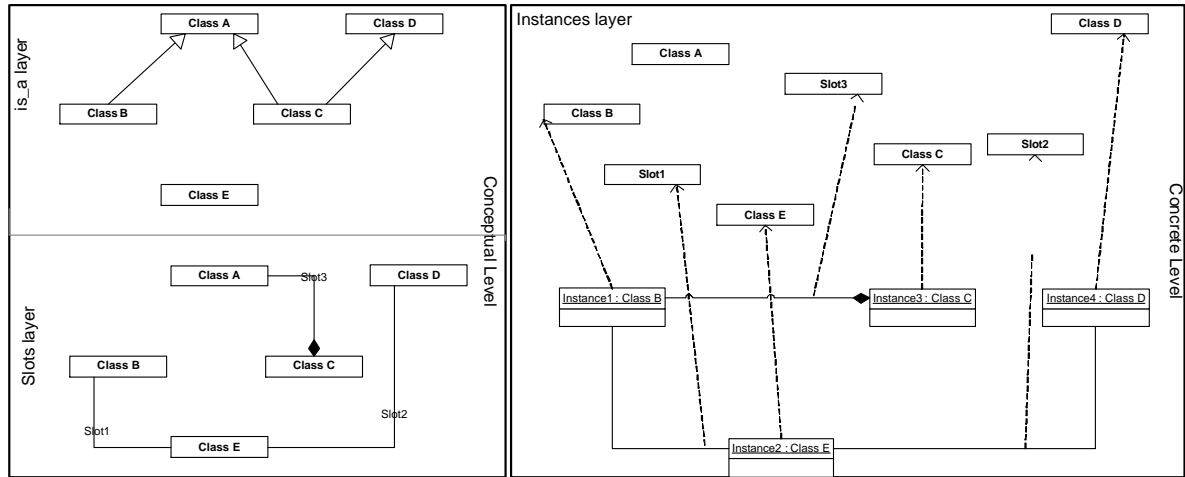 is_a layer
Class A
Class D
Class B
Class C
Class E
Conceptual Level
Slots layer
Class A
Class D
Slot3
Class B
Class C
Slot2
Slot1
Class E
Instances layer
Class D
Class A
Slot3
Class B
Slot2
Class C
Slot1
Class E
Concrete Level
Instance1 : Class B
Instance3 : Class C
Instance4 : Class D
Instance2 : Class E